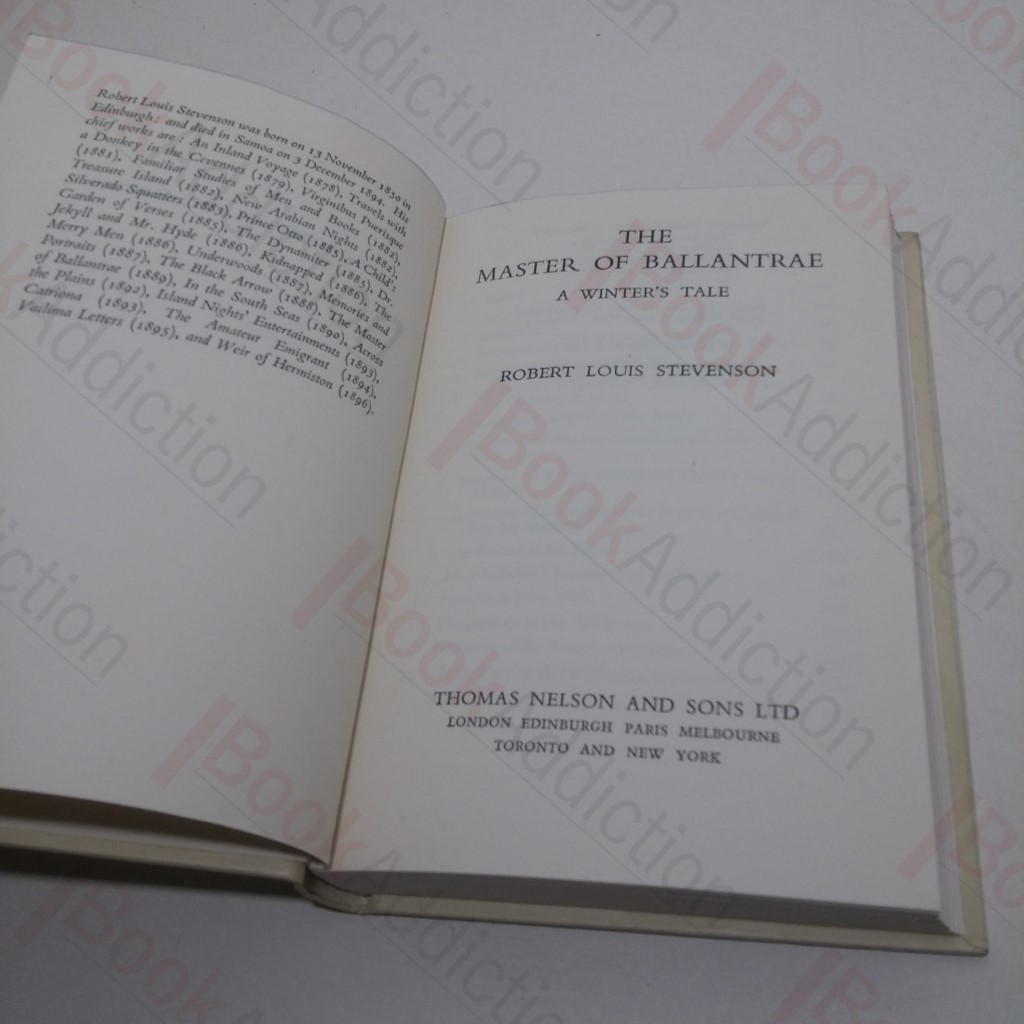 Robert Louis Stevenson was born on 13 November 1850 in
Edinburgh: and died in Samoa on 3 December 1894. His
chief works are: An Inland Voyage (1878), Travels with
a Donkey in the Cevennes (1879), Virginibus Puerisque
(1881), Familiar Studies of Men and Books (1882),
Treasure Island (1882), New Arabian Nights (1882),
Silverado Squatters (1883), Prince Otto (1885), A Child's
Garden of Verses (1885), The Dynamiter (1885), Dr.
Jekyll and Mr. Hyde (1886), Kidnapped (1886), The
Merry Men (1886), Underwoods (1887), Memories and
Portraits (1887), The Black Arrow (1888), The Master
of Ballantrae (1889), In the South Seas (1890), Across
the Plains (1892), Island Nights' Entertainments (1893),
Catriona (1893), The Amateur Emigrant (1894),
Vailima Letters (1895), and Weir of Hermiston (1896).
THE
MASTER OF BALLANTRAE
A WINTER'S TALE
ROBERT LOUIS STEVENSON
THOMAS NELSON AND SONS LTD
LONDON EDINBURGH PARIS MELBOURNE
TORONTO AND NEW YORK
BookAddiction